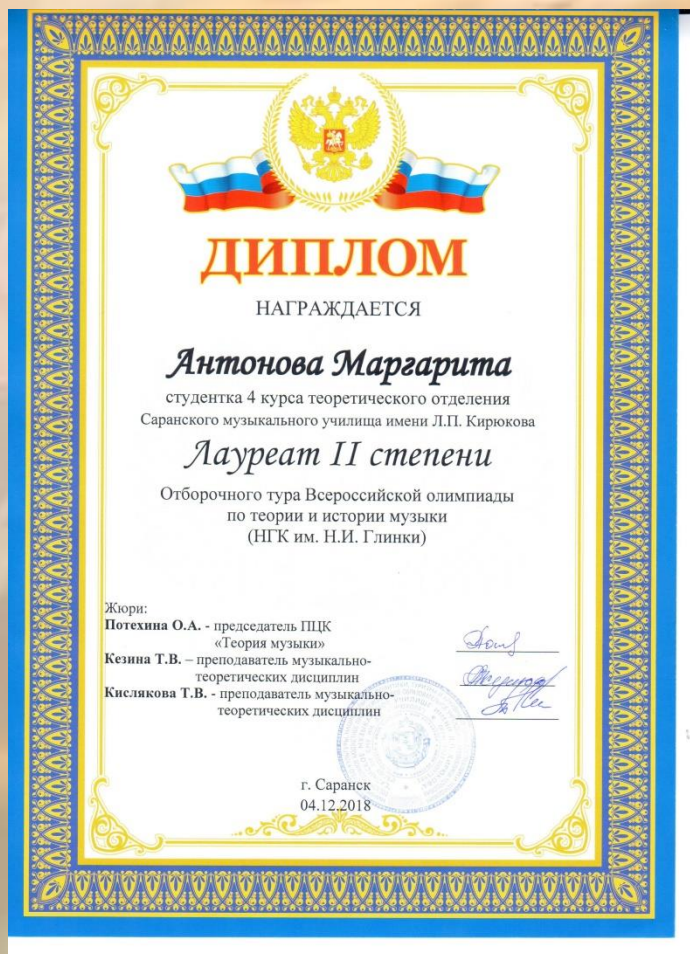 ДИПЛОМ
НАГРАЖДАЕТСЯ
Антонова Маргарита
студентка 4 курса теоретического отделения
Саранского музыкального училища имени Л.П. Кирюкова
Лауреат II степени
Отборочного тура Всероссийской олимпиады
по теории и истории музыки
(НГК им. Н.И. Глинки)
Жюри:
Потехина О.А. - председатель ПЦК
«Теория музыки»
Кезина Т.В. – преподаватель музыкально-
теоретических дисциплин
Кислякова Т.В. - преподаватель музыкально-
теоретических дисциплин
г. Саранск
04.12.2018